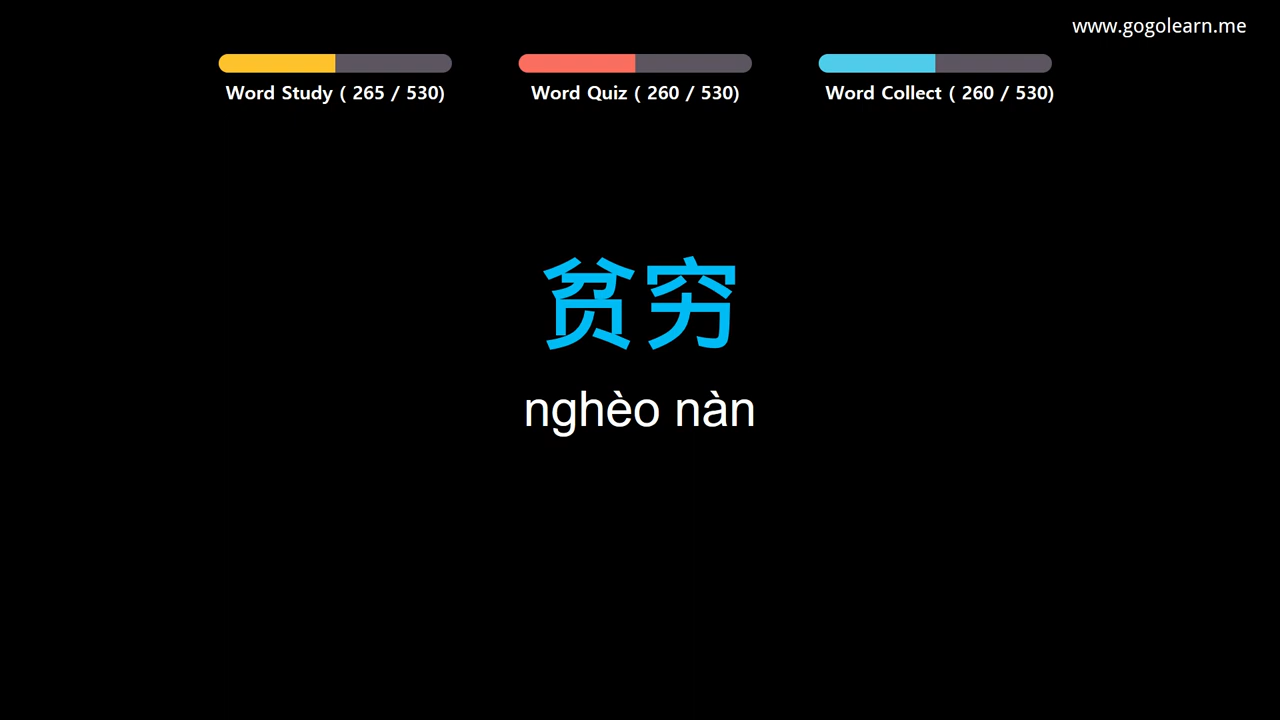 www.gogolearn.me
Word Study ( 265 / 530)
Word Quiz ( 260 / 530)
Word Collect ( 260 / 530)
贫穷
nghèo nàn